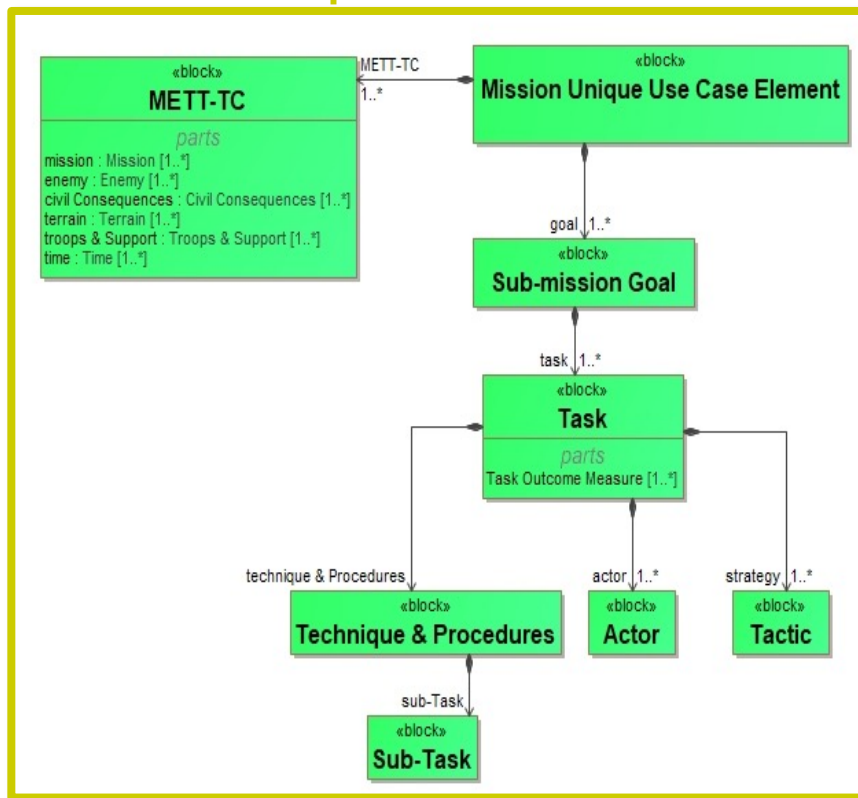 «block»
METT-TC
parts
mission : Mission [1..*]
enemy : Enemy [1..*]
civil Consequences : Civil Consequences [1..*]
terrain : Terrain [1..*]
troops & Support : Troops & Support [1..*]
time : Time [1..*]
METT-TC
1..*
«block»
Mission Unique Use Case Element
goal 1..*
«block»
Sub-mission Goal
task 1..*
«block»
Task
parts
Task Outcome Measure [1..*]
technique & Procedures
actor 1..*
strategy 1..*
«block»
Technique & Procedures
«block»
Actor
«block»
Tactic
sub-Task
«block»
Sub-Task